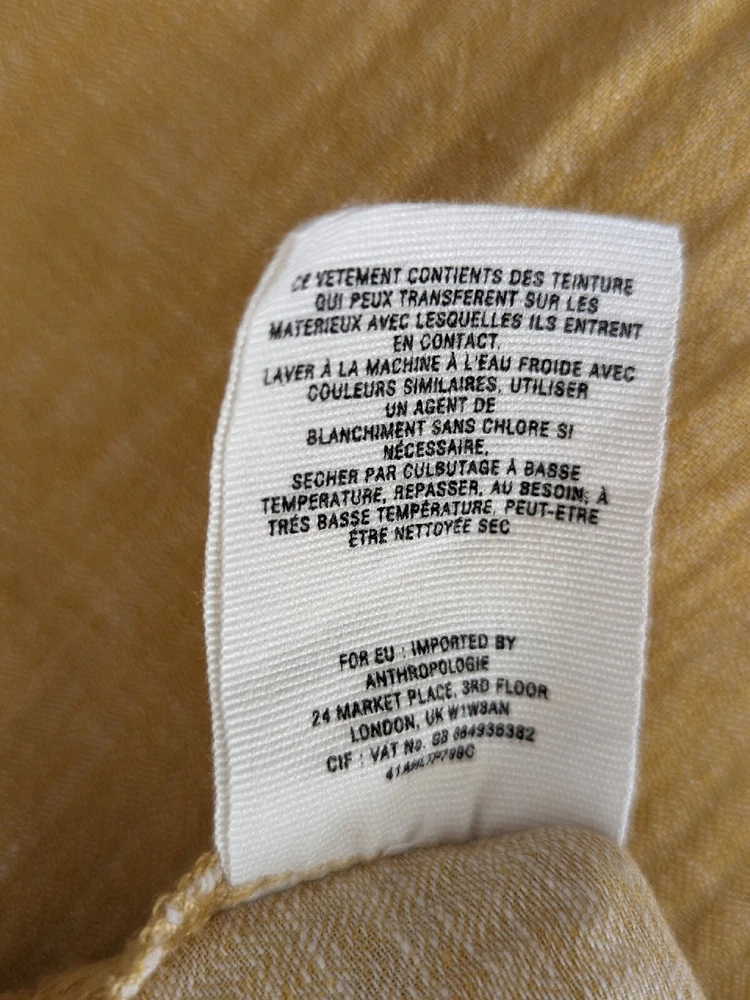 CE VETEMENT CONTIENTS DES TEINTURE
QUI PEUX TRANSFERENT SUR LES
MATERIEUX AVEC LESQUELLES ILS ENTRENT
EN CONTACT.
LAVER À LA MACHINE À L'EAU FROIDE AVEC
COULEURS SIMILAIRES, UTILISER
UN AGENT DE
BLANCHIMENT SANS CHLORE SI
NÉCESSAIRE.
SECHER PAR CULBUTAGE À BASSE
TEMPERATURE, REPASSER, AU BESOIN, À
TRÉS BASSE TEMPÉRATURE, PEUT-ETRE
ÉTRE NETTOYÉE SEC
FOR EU : IMPORTED BY
ANTHROPOLOGIE
24 MARKET PLACE, 3RD FLOOR
LONDON, UK W1W8AN
CIF : VAT No. GB 664936382